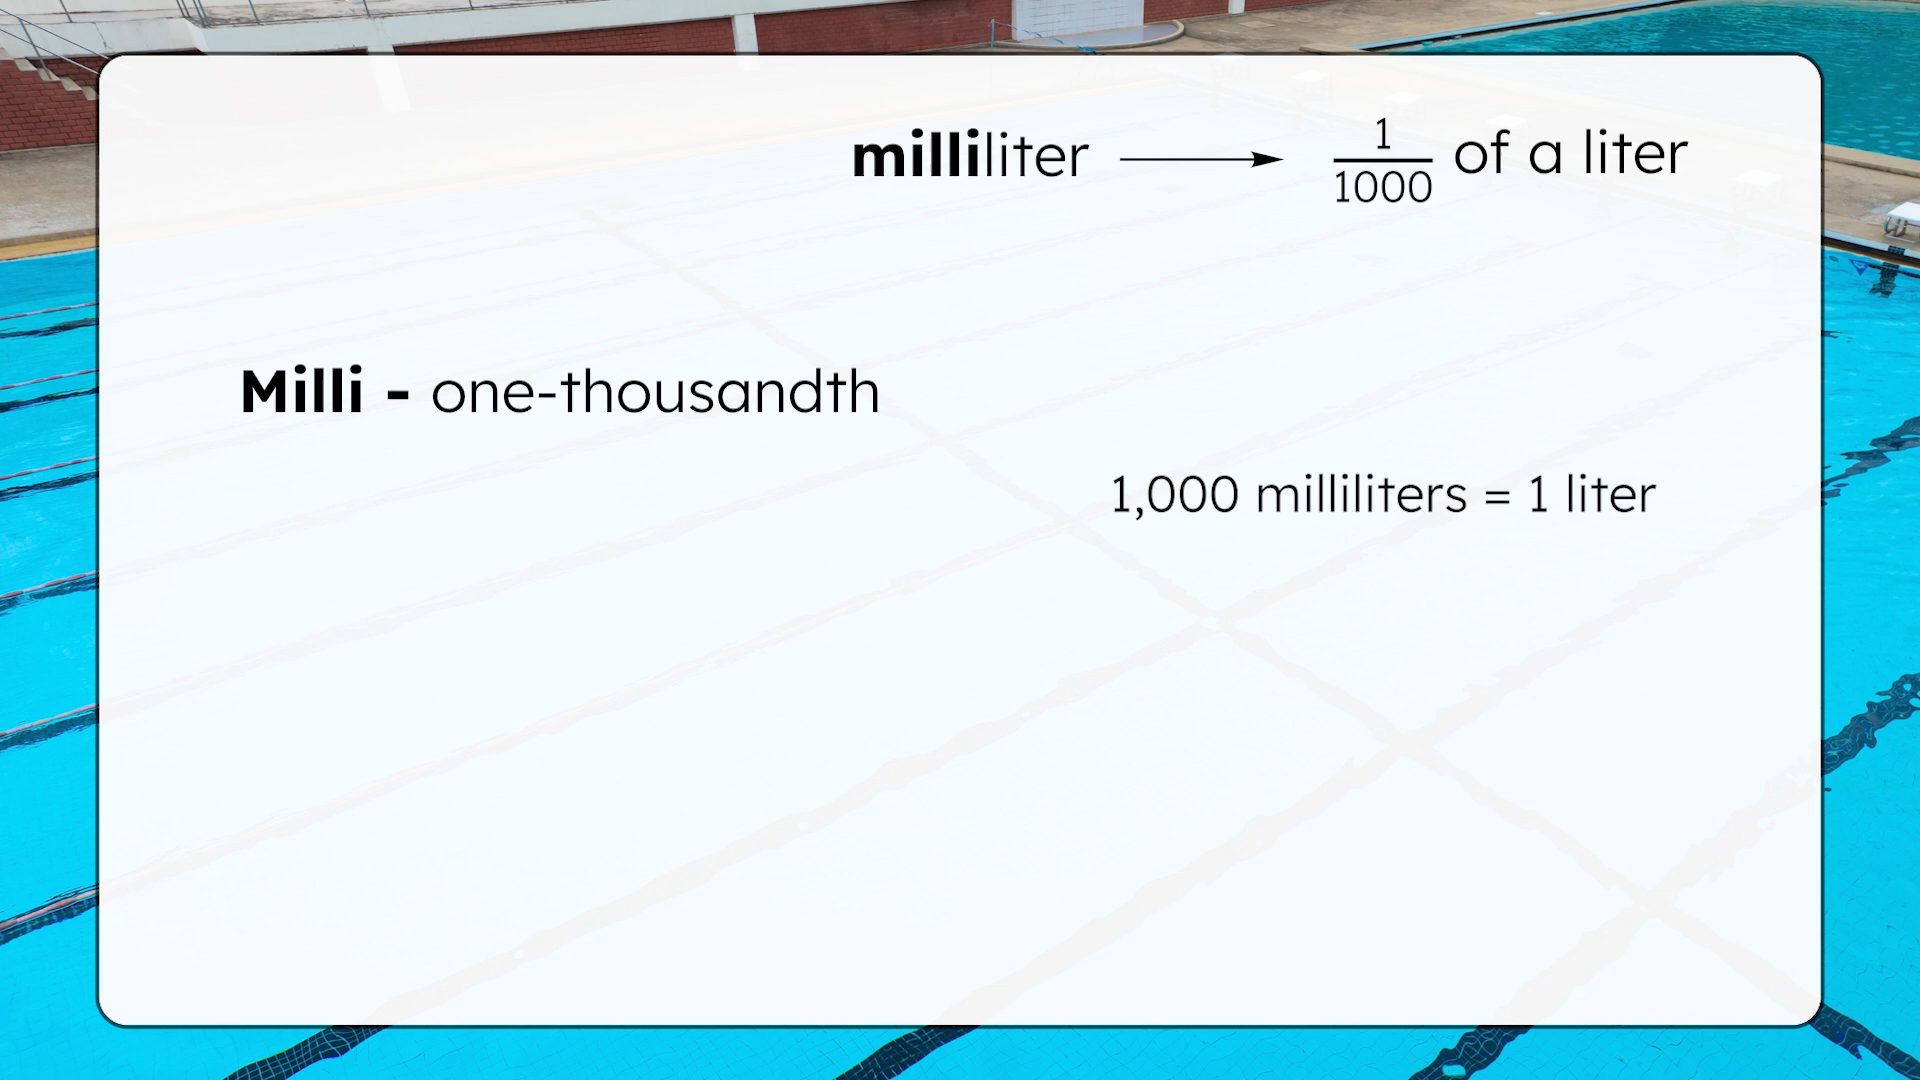 milliliter → 1/1000 of a liter
Milli - one-thousandth
1,000 milliliters = 1 liter